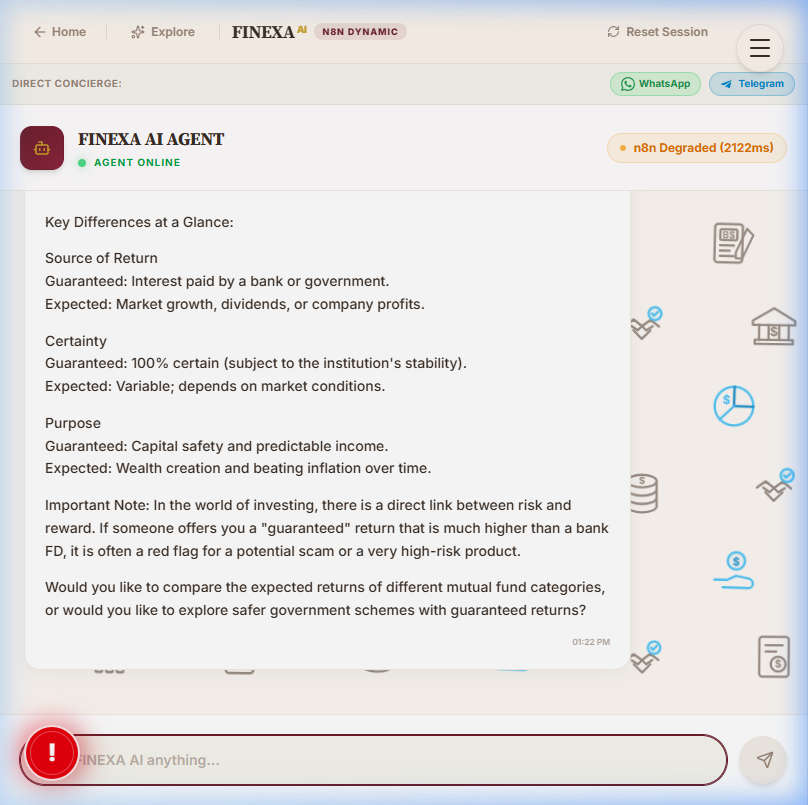 Home
Explore
FINEXA AI
N8N DYNAMIC
Reset Session
DIRECT CONCIERGE:
WhatsApp
Telegram
FINEXA AI AGENT
AGENT ONLINE
n8n Degraded (2122ms)
Key Differences at a Glance:
Source of Return
Guaranteed: Interest paid by a bank or government.
Expected: Market growth, dividends, or company profits.
Certainty
Guaranteed: 100% certain (subject to the institution's stability).
Expected: Variable; depends on market conditions.
Purpose
Guaranteed: Capital safety and predictable income.
Expected: Wealth creation and beating inflation over time.
Important Note: In the world of investing, there is a direct link between risk and
reward. If someone offers you a "guaranteed" return that is much higher than a bank
FD, it is often a red flag for a potential scam or a very high-risk product.
Would you like to compare the expected returns of different mutual fund categories,
or would you like to explore safer government schemes with guaranteed returns?
01:22 PM
!
FINEXA AI anything...